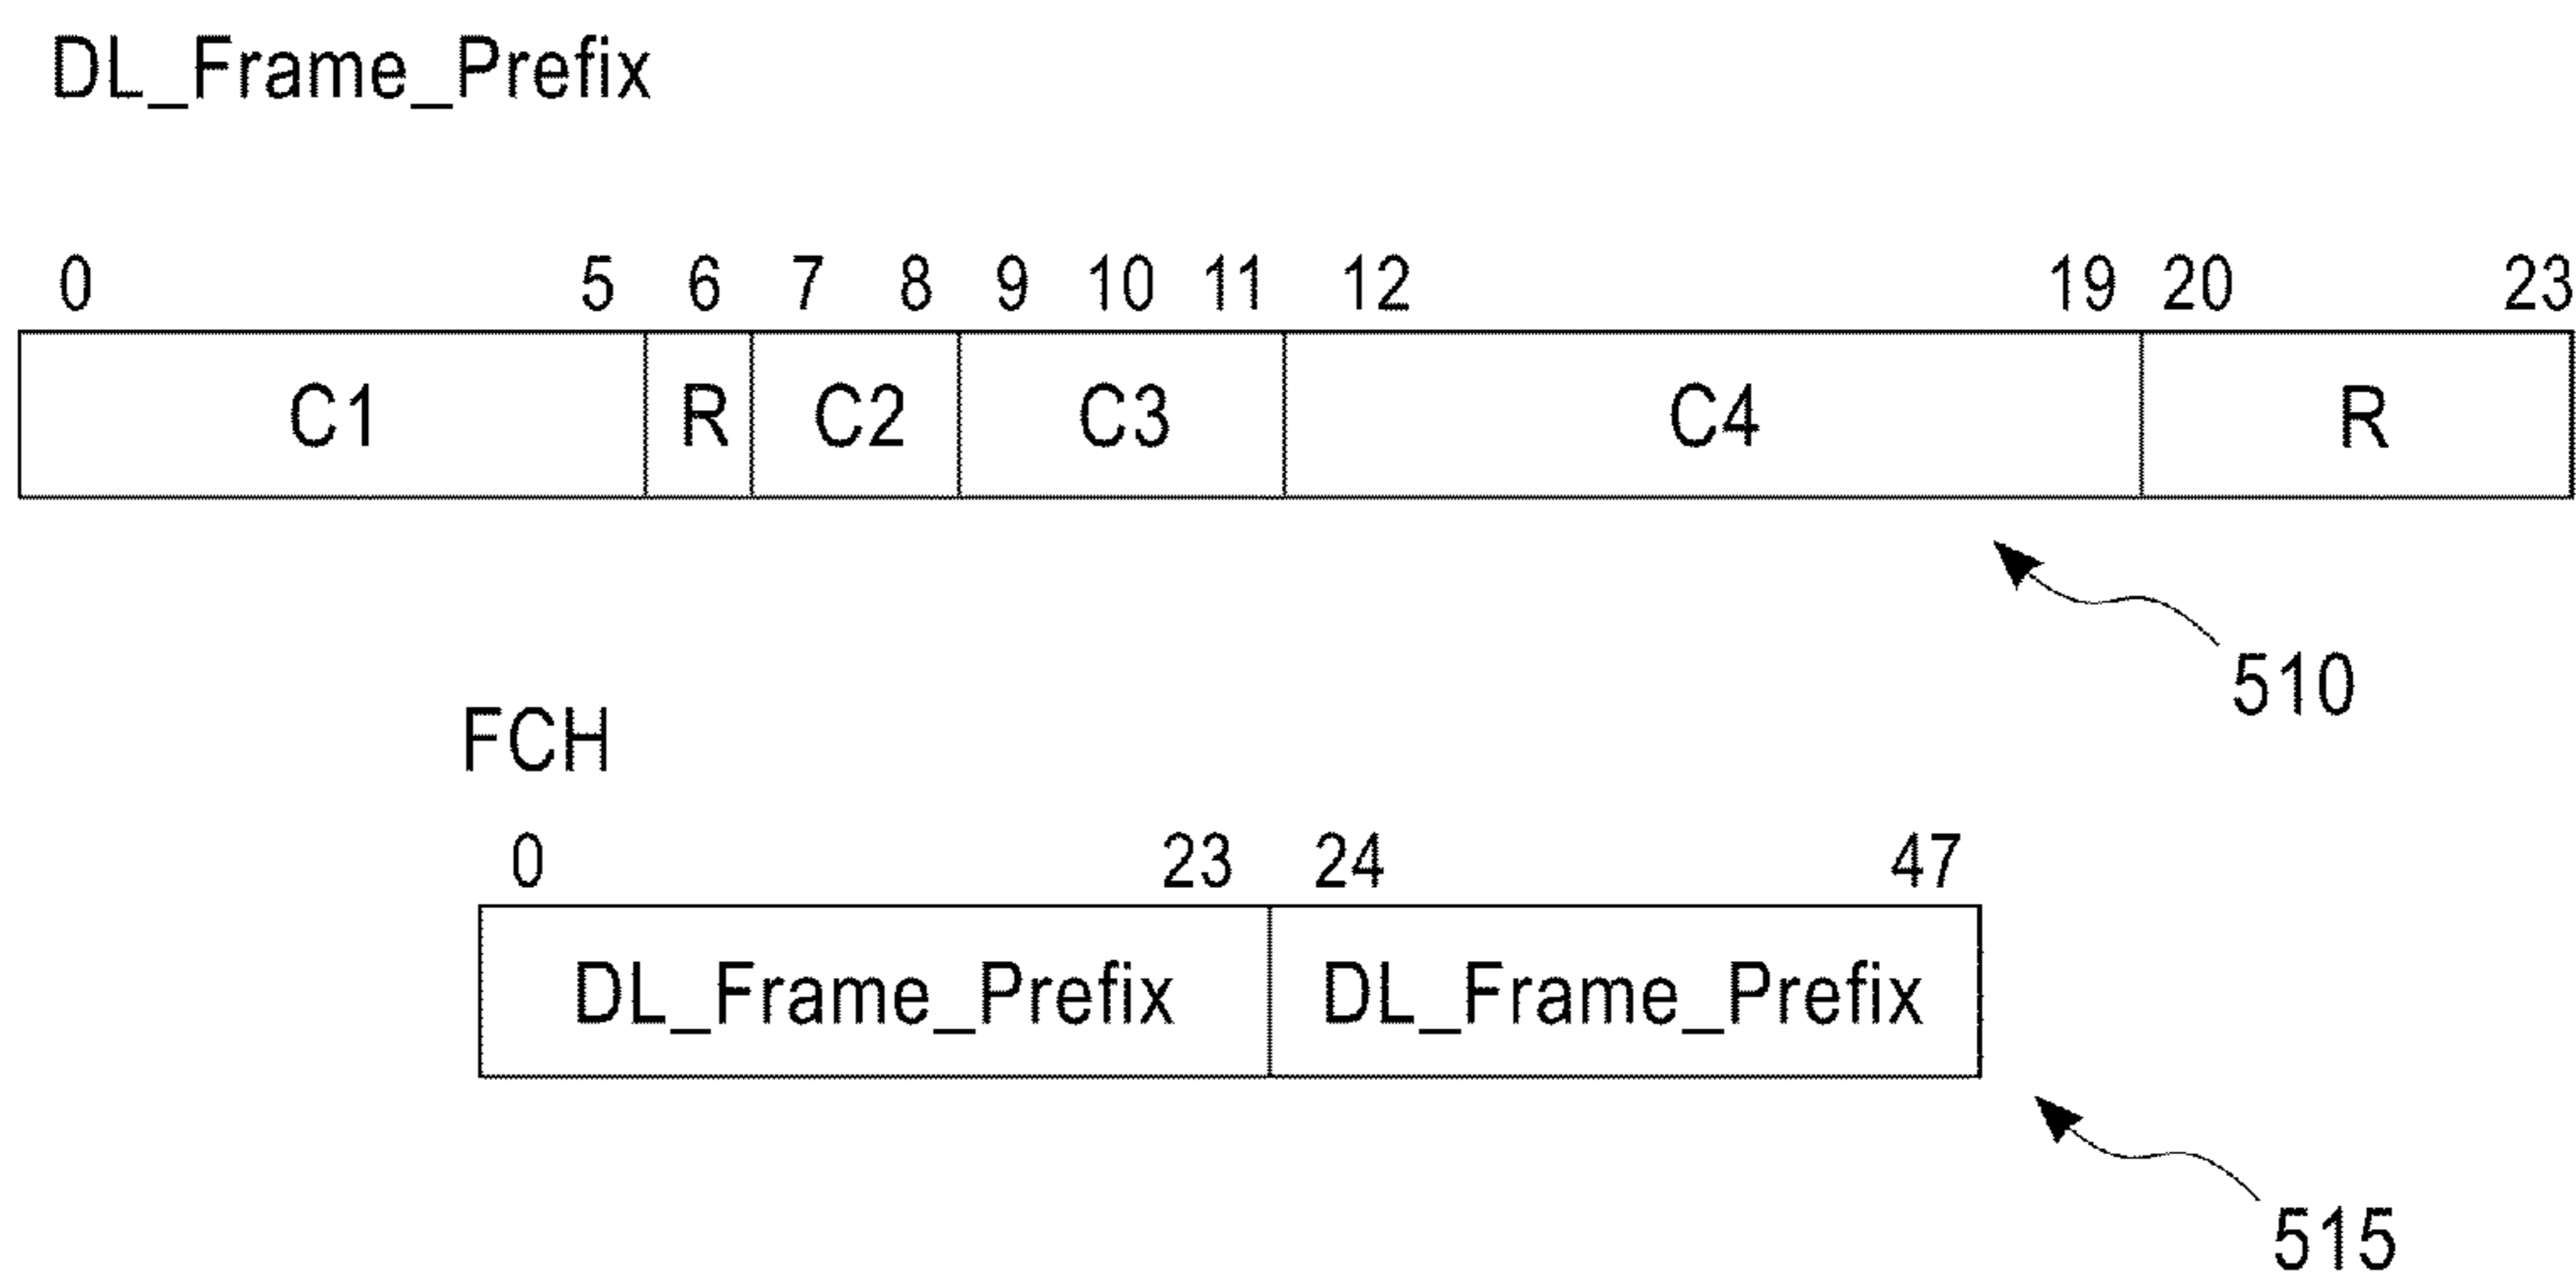 DL_Frame_Prefix
0 5 6 7 8 9 10 11 12 19 20 23
C1 R C2 C3 C4 R
510
FCH
0 23 24 47
DL_Frame_Prefix DL_Frame_Prefix
515